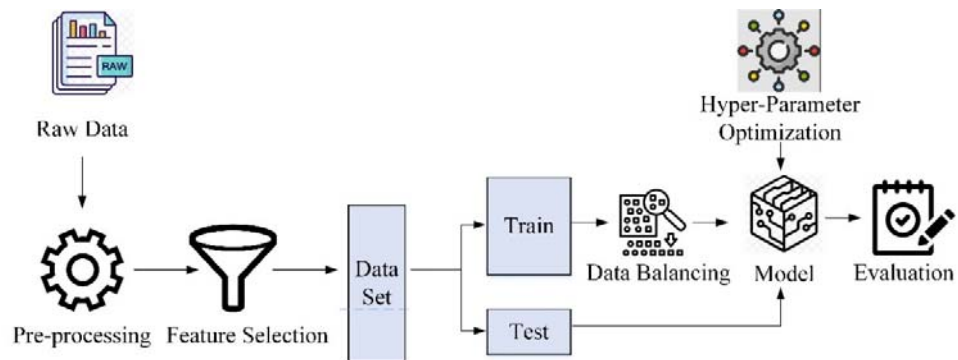 RAW
Raw Data
Hyper-Parameter
Optimization
Pre-processing
Feature Selection
Data
Set
Train
Test
Data Balancing
Model
Evaluation